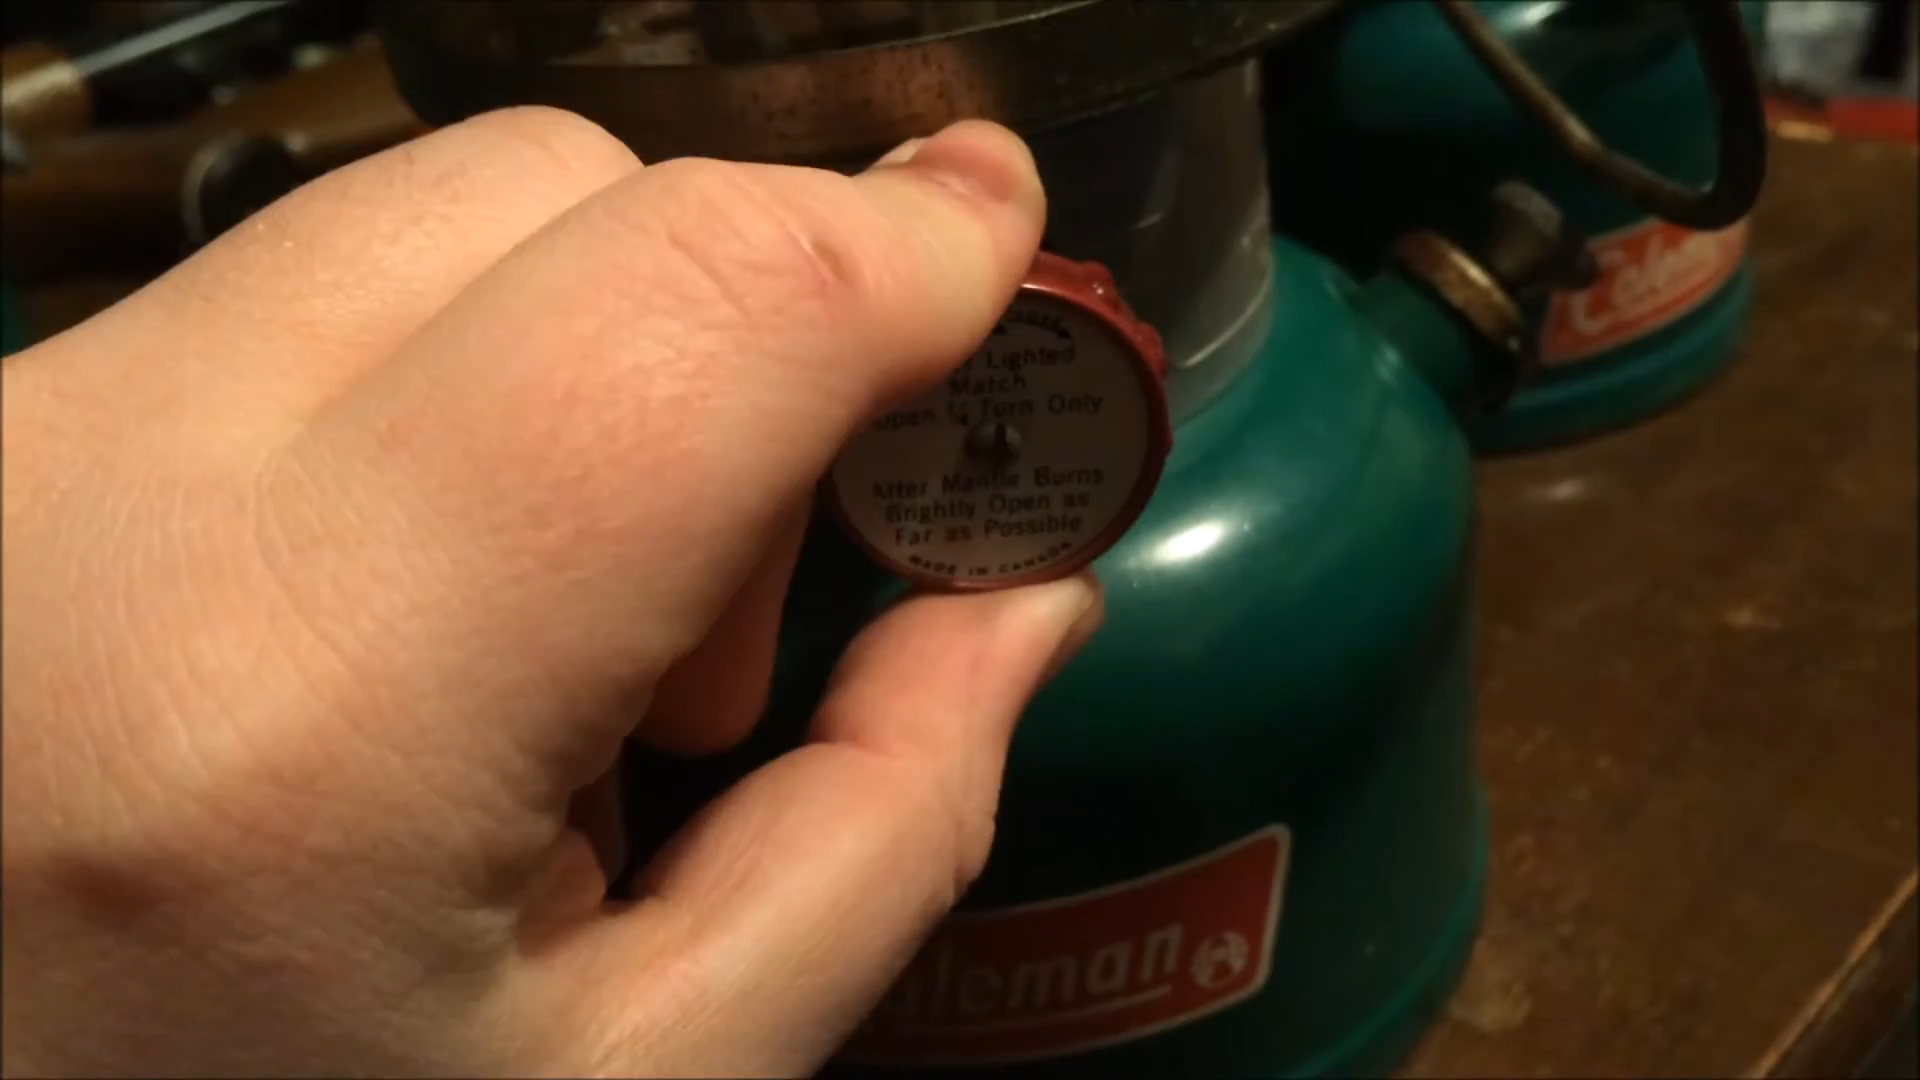 Lighted
Match
Open ¼ Turn Only
After Mantle Burns
Brightly Open as
Far as Possible
MADE IN CANADA
Coleman
Coleman